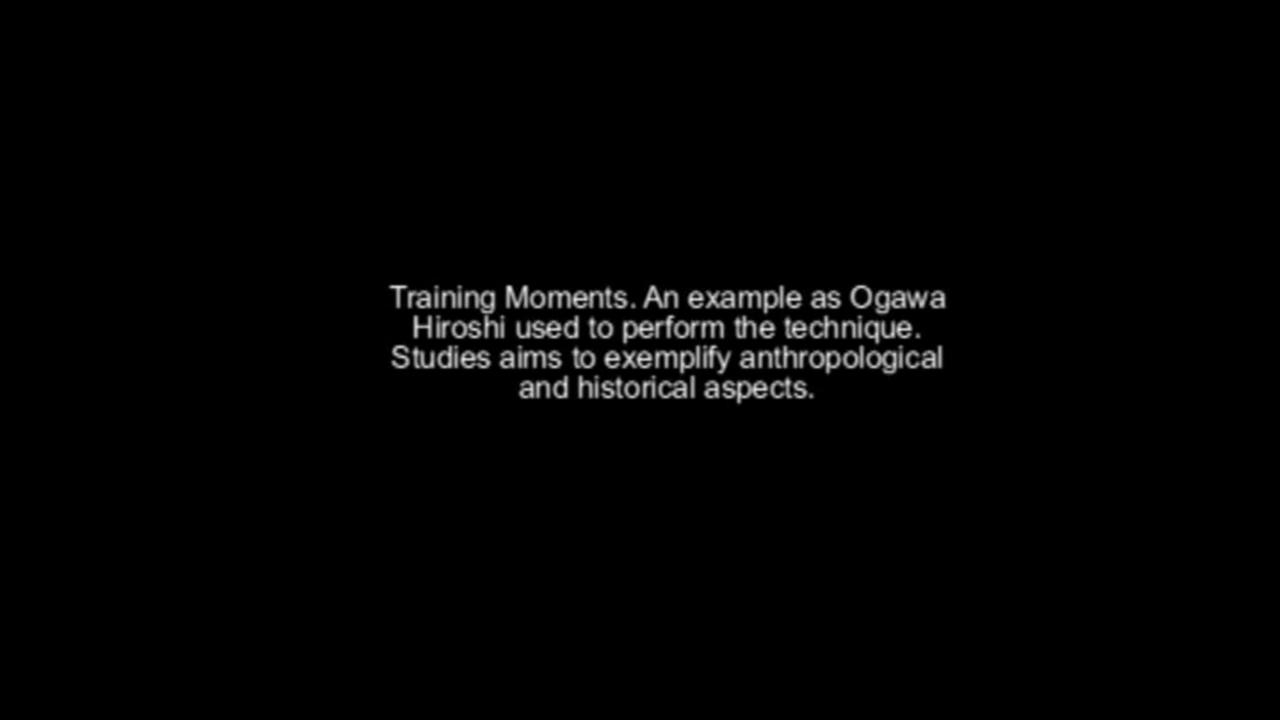 Training Moments. An example as Ogawa
Hiroshi used to perform the technique.
Studies aims to exemplify anthropological
and historical aspects.